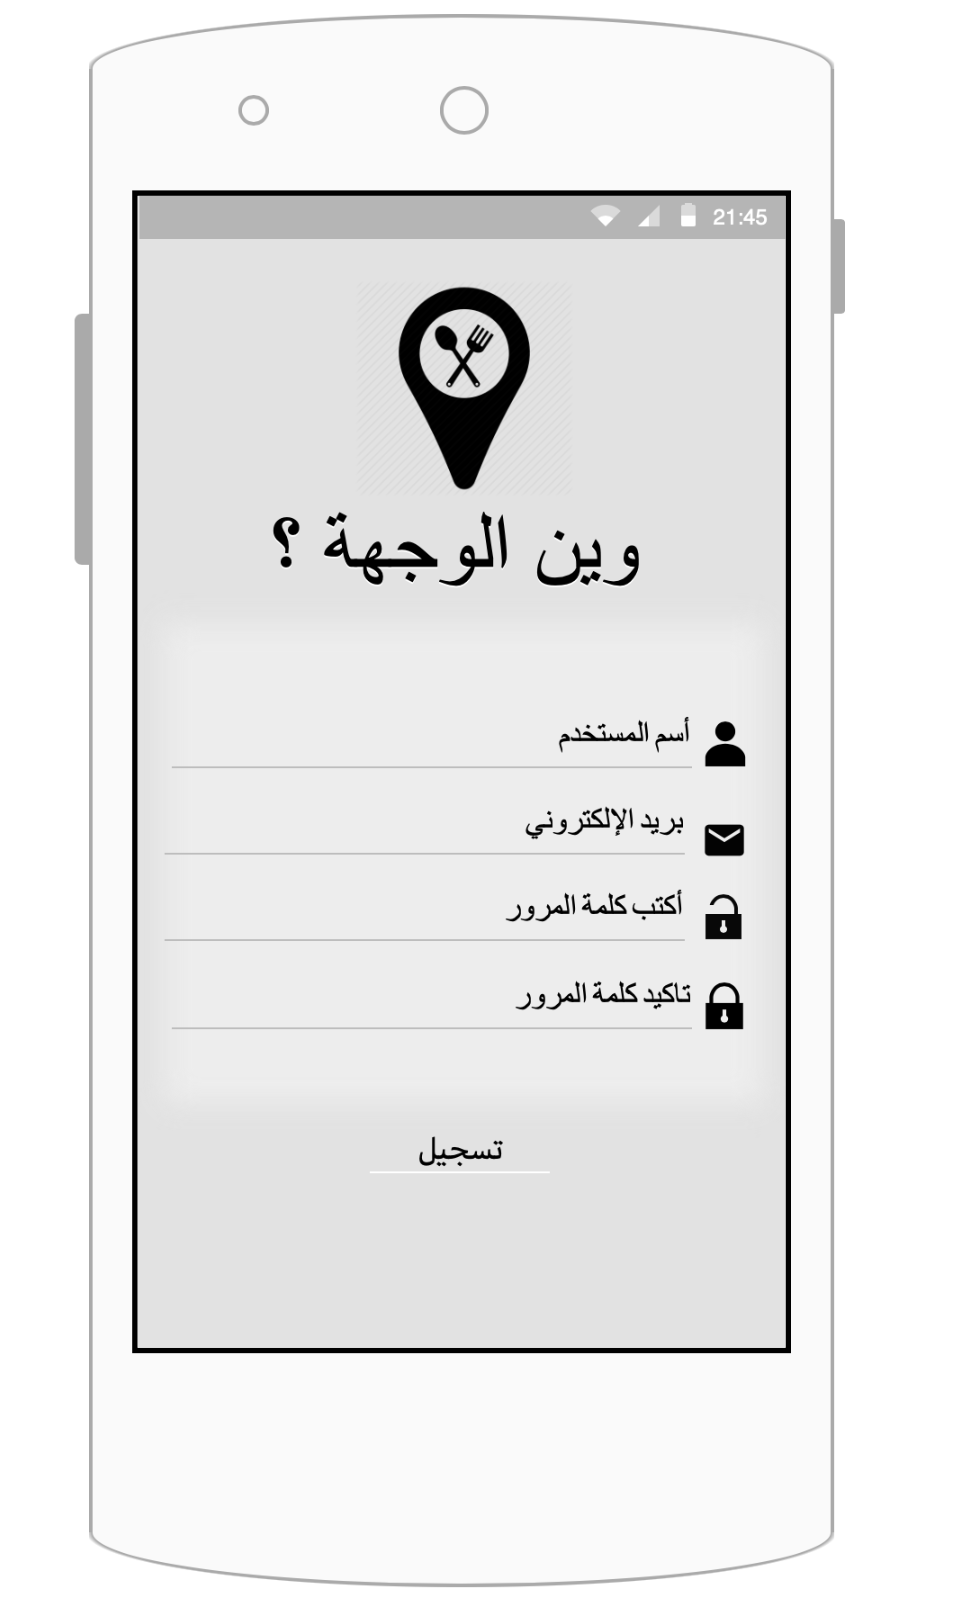 21:45
وين الوجهة ؟
أسم المستخدم
بريد الإلكتروني
أكتب كلمة المرور
تاكيد كلمة المرور
تسجيل